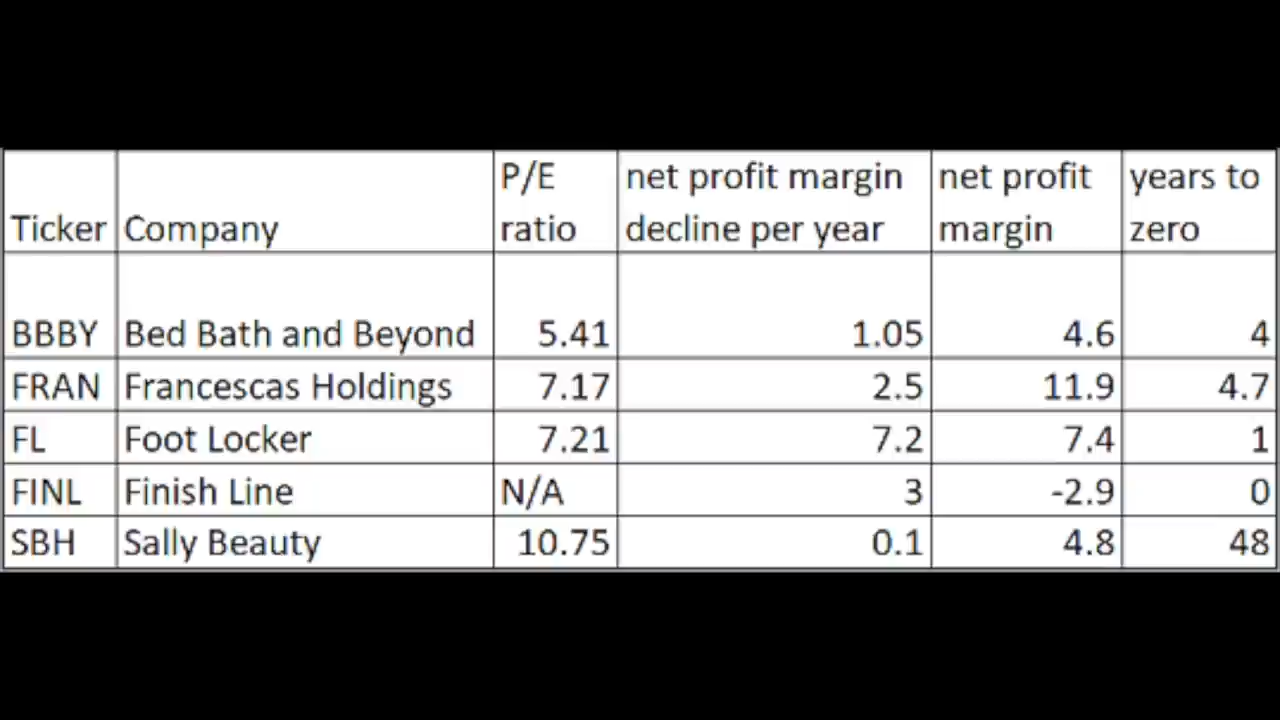 Ticker Company P/E ratio net profit margin decline per year net profit margin years to zero
BBBY Bed Bath and Beyond 5.41 1.05 4.6 4
FRAN Francescas Holdings 7.17 2.5 11.9 4.7
FL Foot Locker 7.21 7.2 7.4 1
FINL Finish Line N/A 3 -2.9 0
SBH Sally Beauty 10.75 0.1 4.8 48